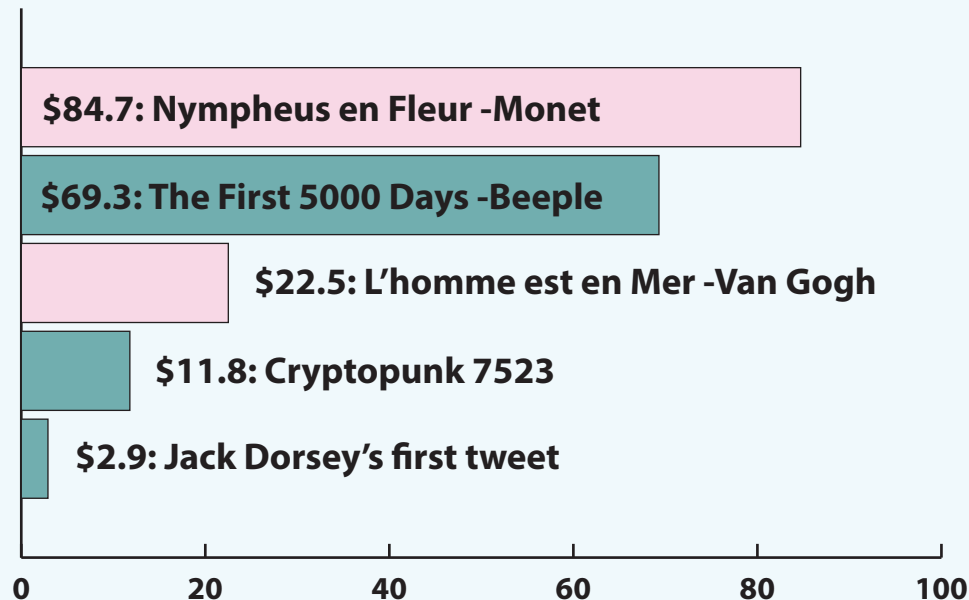 $84.7: Nympheus en Fleur -Monet
$69.3: The First 5000 Days -Beeple
$22.5: L’homme est en Mer -Van Gogh
$11.8: Cryptopunk 7523
$2.9: Jack Dorsey’s first tweet
0 20 40 60 80 100